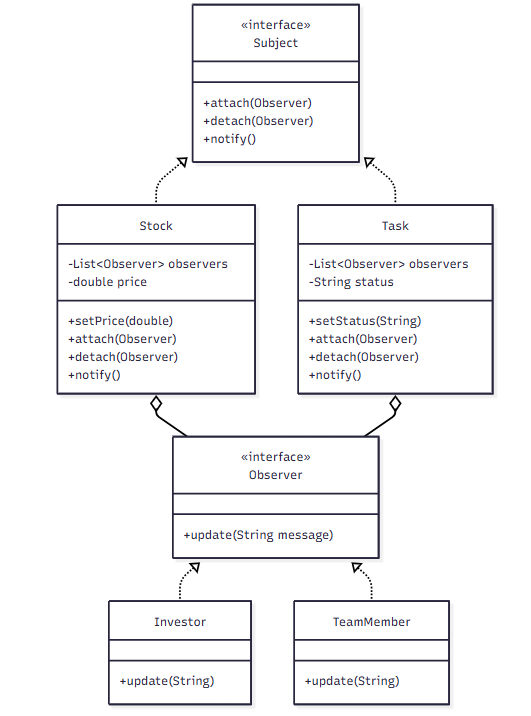 «interface»
Subject
+attach(Observer)
+detach(Observer)
+notify()
Stock
-List<Observer> observers
-double price
+setPrice(double)
+attach(Observer)
+detach(Observer)
+notify()
Task
-List<Observer> observers
-String status
+setStatus(String)
+attach(Observer)
+detach(Observer)
+notify()
«interface»
Observer
+update(String message)
Investor
+update(String)
TeamMember
+update(String)